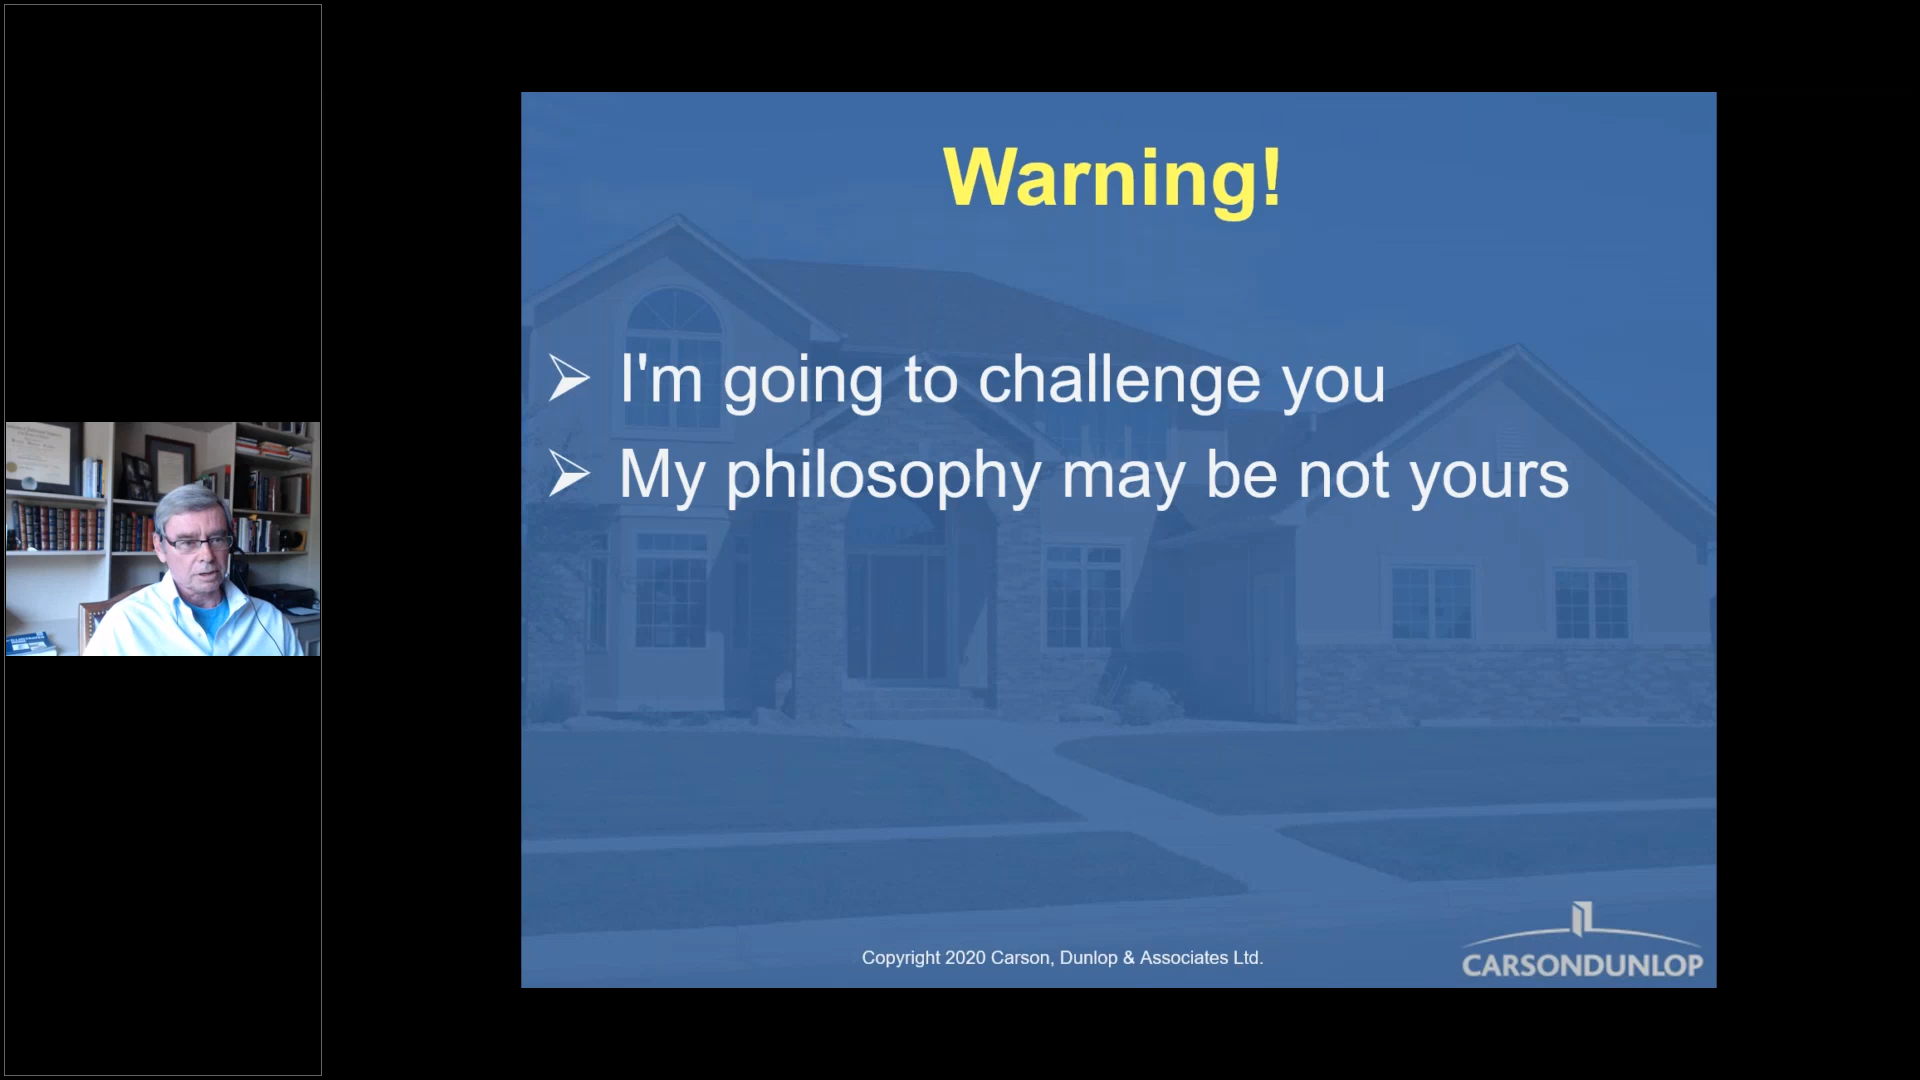 Warning!
I'm going to challenge you
My philosophy may be not yours
Copyright 2020 Carson, Dunlop & Associates Ltd.
CARSONDUNLOP